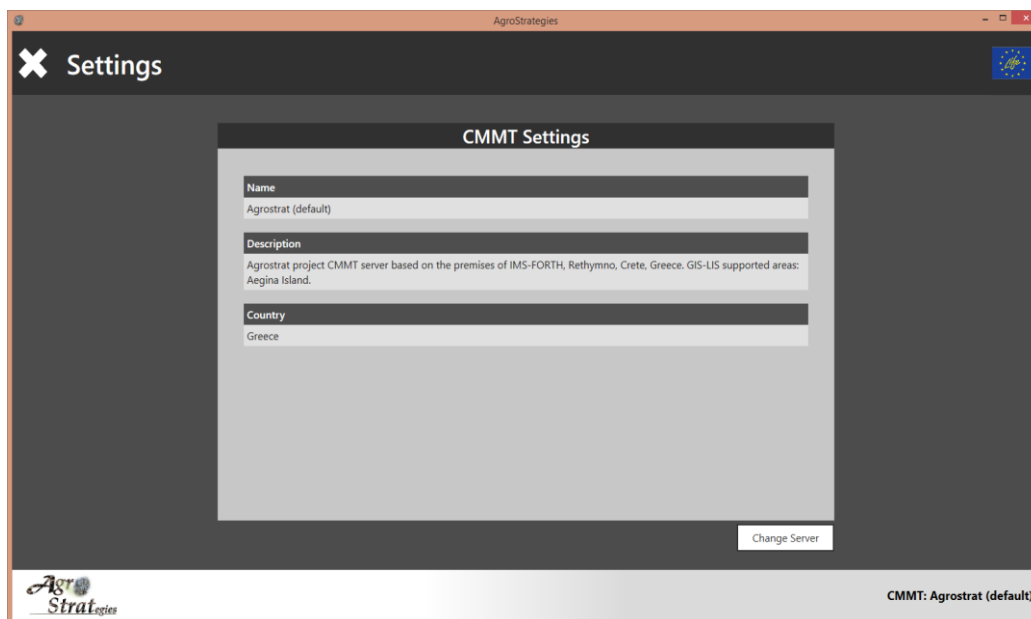 AgroStrategies
Settings
Life
CMMT Settings
Name
Agrostrat (default)
Description
Agrostrat project CMMT server based on the premises of IMS-FORTH, Rethymno, Crete, Greece. GIS-LIS supported areas:
Aegina Island.
Country
Greece
Change Server
Agro
Strategies
CMMT: Agrostrat (default)